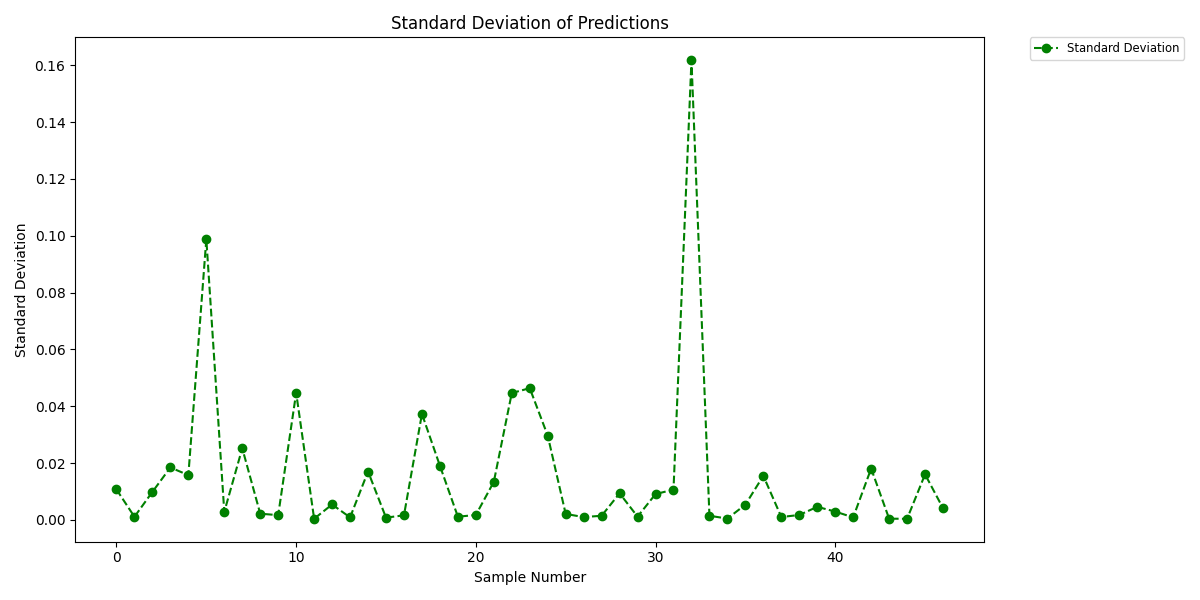 Standard Deviation of Predictions
Standard Deviation
0.16
0.14
0.12
0.10
0.08
0.06
0.04
0.02
0.00
Standard Deviation
0 10 20 30 40
Sample Number